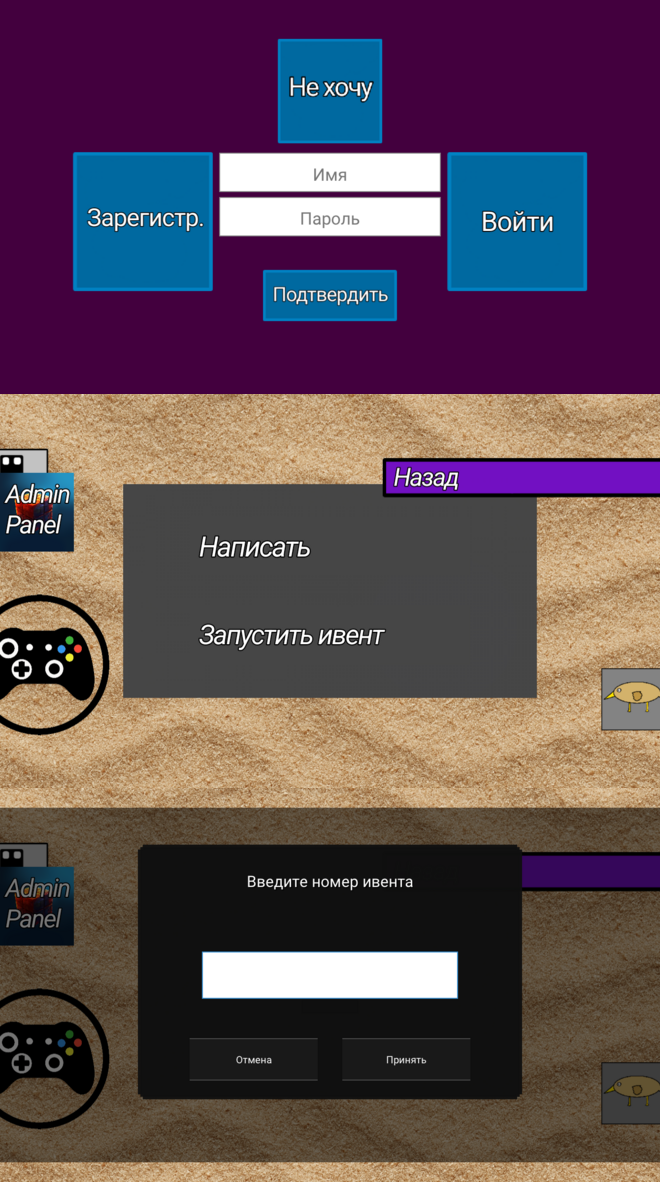 Не хочу
Имя
Зарегистр.
Пароль
Войти
Подтвердить
Назад
Admin
Panel
Написать
Запустить ивент
Введите номер ивента
Admin
Panel
Отмена
Принять